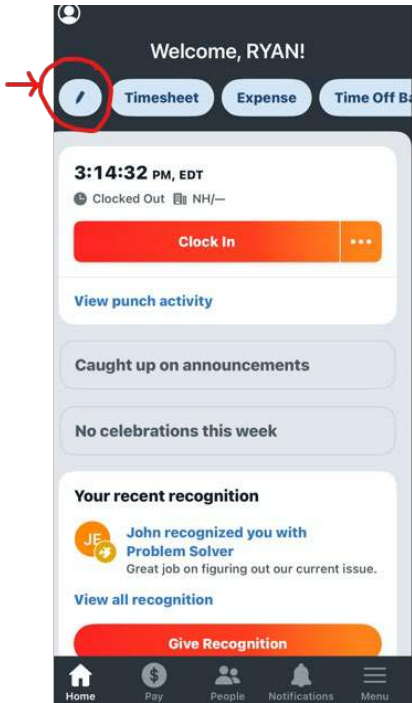 Welcome, RYAN!
Timesheet Expense Time Off Ba
3:14:32 PM, EDT
Clocked Out NH/—
Clock In
View punch activity
Caught up on announcements
No celebrations this week
Your recent recognition
JE
John recognized you with
Problem Solver
Great job on figuring out our current issue.
View all recognition
Give Recognition
Home Pay People Notifications Menu